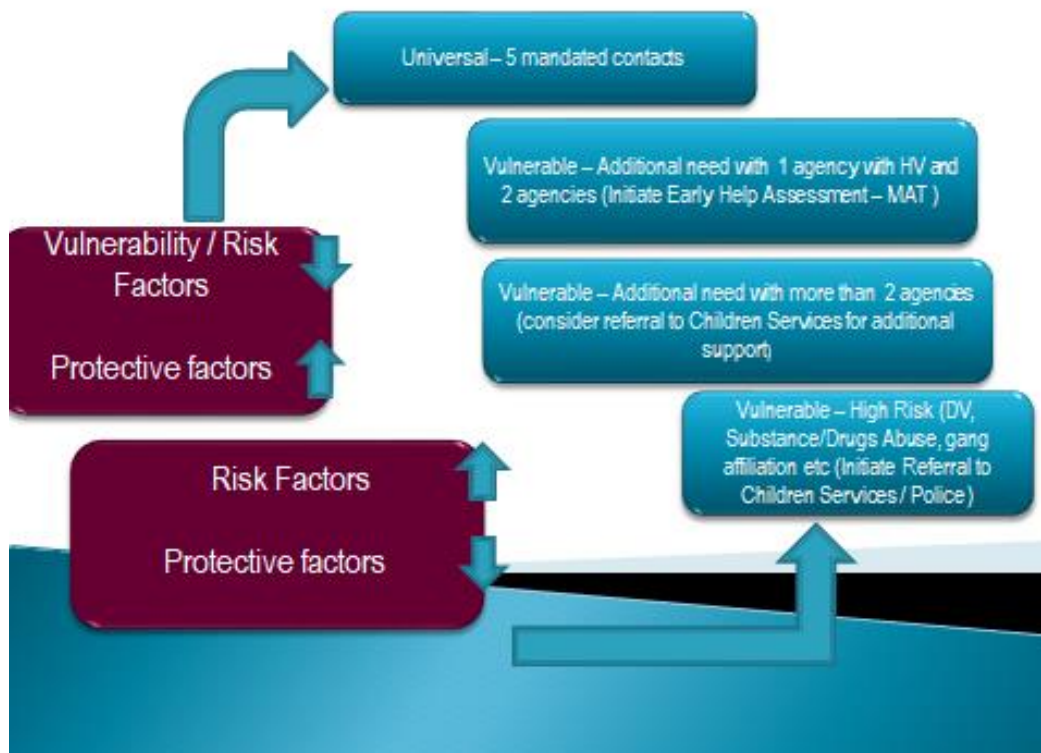 Universal – 5 mandated contacts
Vulnerable – Additional need with 1 agency with HV and
2 agencies (Initiate Early Help Assessment – MAT )
Vulnerability / Risk
Factors
Protective factors
Vulnerable – Additional need with more than 2 agencies
(consider referral to Children Services for additional
support)
Vulnerable – High Risk (DV,
Substance/Drugs Abuse, gang
affiliation etc (Initiate Referral to
Children Services / Police )
Risk Factors
Protective factors